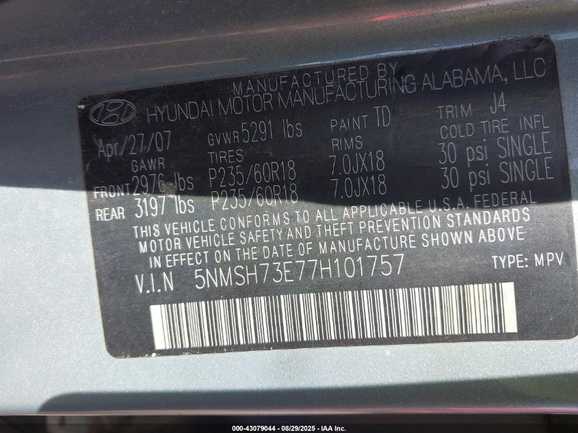 MANUFACTURED BY
HYUNDAI MOTOR MANUFACTURING ALABAMA, LLC
Apr/27/07 GVWR 5291 lbs PAINT TD TRIM J4
GAWR TIRES RIMS COLD TIRE INFL
FRONT 2976 lbs P235/60R18 7.0JX18 30 psi SINGLE
REAR 3197 lbs P235/60R18 7.0JX18 30 psi SINGLE
THIS VEHICLE CONFORMS TO ALL APPLICABLE U.S.A. FEDERAL
MOTOR VEHICLE SAFETY AND THEFT PREVENTION STANDARDS
IN EFFECT ON THE DATE OF MANUFACTURE SHOWN ABOVE
V.I.N 5NMSH73E77H101757 TYPE: MPV
000-43079044 - 08/29/2025 - IAA Inc.